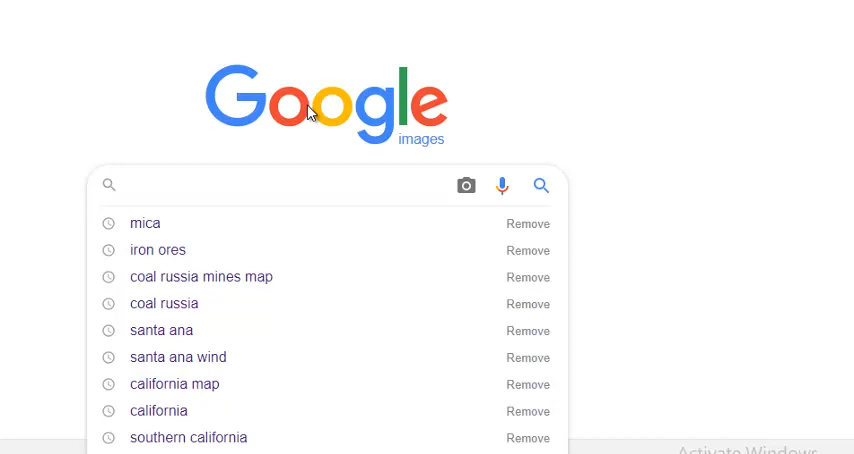 Google
images
mica Remove
iron ores Remove
coal russia mines map Remove
coal russia Remove
santa ana Remove
santa ana wind Remove
california map Remove
california Remove
southern california Remove
Activate Windows